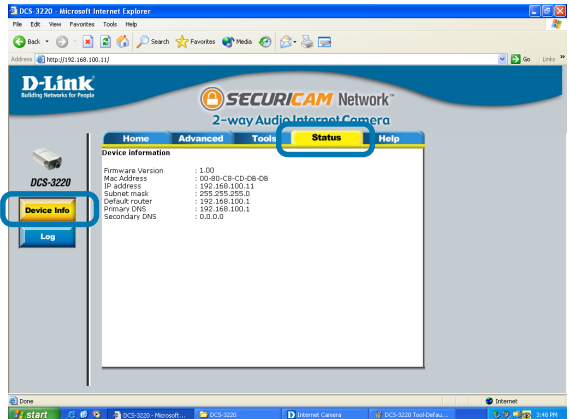 DCS-3220 - Microsoft Internet Explorer
File Edit View Favorites Tools Help
Back Search Favorites Media
Address http://192.168.100.11/ Go Links »
D-Link
Building Networks for People
SECURICAM Network™
2-way Audio Internet Camera
Home Advanced Tools Status Help
DCS-3220
Device Info
Log
Device information
Firmware Version : 1.00
Mac Address : 00-80-C8-CD-DB-DB
IP address : 192.168.100.11
Subnet mask : 255.255.255.0
Default router : 192.168.100.1
Primary DNS : 192.168.100.1
Secondary DNS : 0.0.0.0
Done Internet
start DCS-3220 - Microsoft... DCS-3220 Internet Camera DCS-3220 Tool-Defau... 3:48 PM